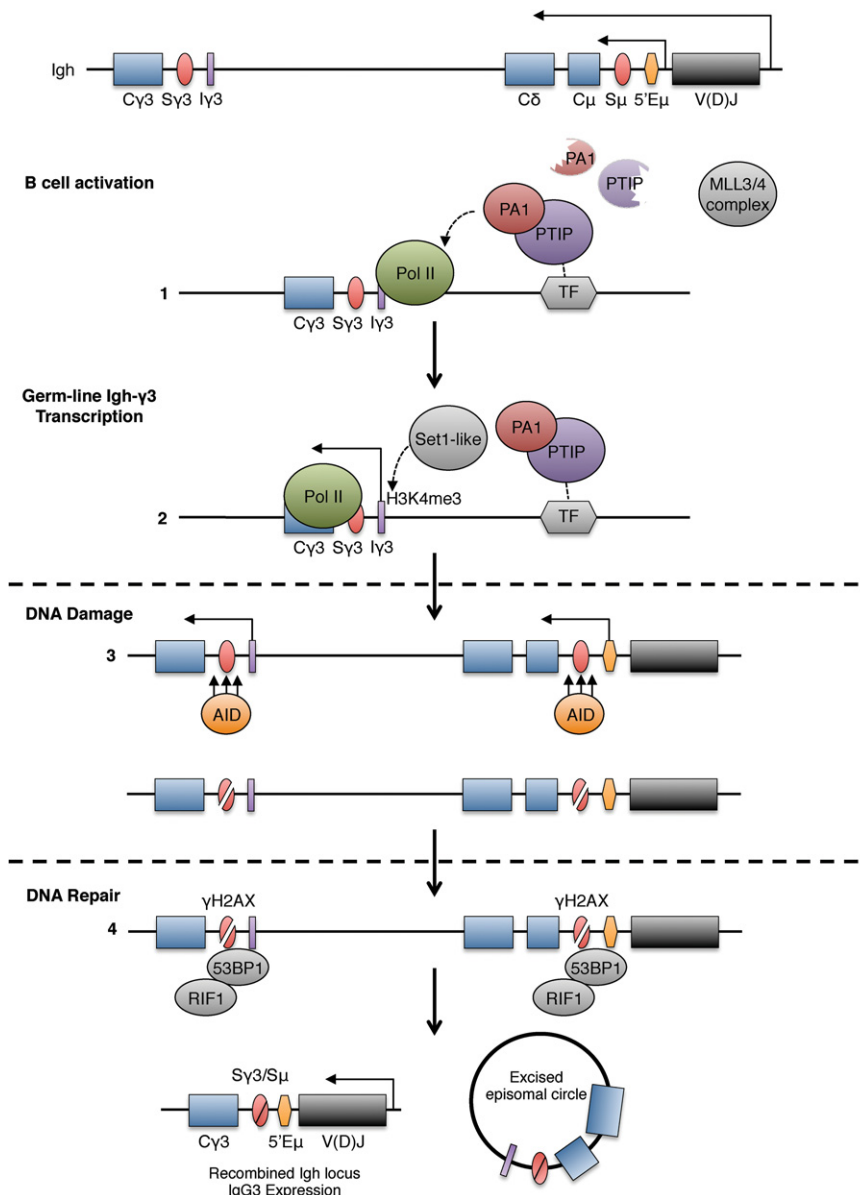 Igh
Cγ3 Sγ3 Iγ3
Cδ Cμ Sμ 5'Eμ V(D)J
B cell activation
PA1
PTIP
MLL3/4
complex
PA1
PTIP
Pol II
1
TF
Cγ3 Sγ3 Iγ3
Germ-line Igh-γ3
Transcription
Set1-like
PA1
PTIP
Pol II
H3K4me3
2
TF
Cγ3 Sγ3 Iγ3
DNA Damage
3
AID
AID
DNA Repair
γH2AX
γH2AX
4
53BP1
53BP1
RIF1
RIF1
Sγ3/Sμ
Cγ3 5'Eμ V(D)J
Recombined Igh locus
IgG3 Expression
Excised
episomal circle